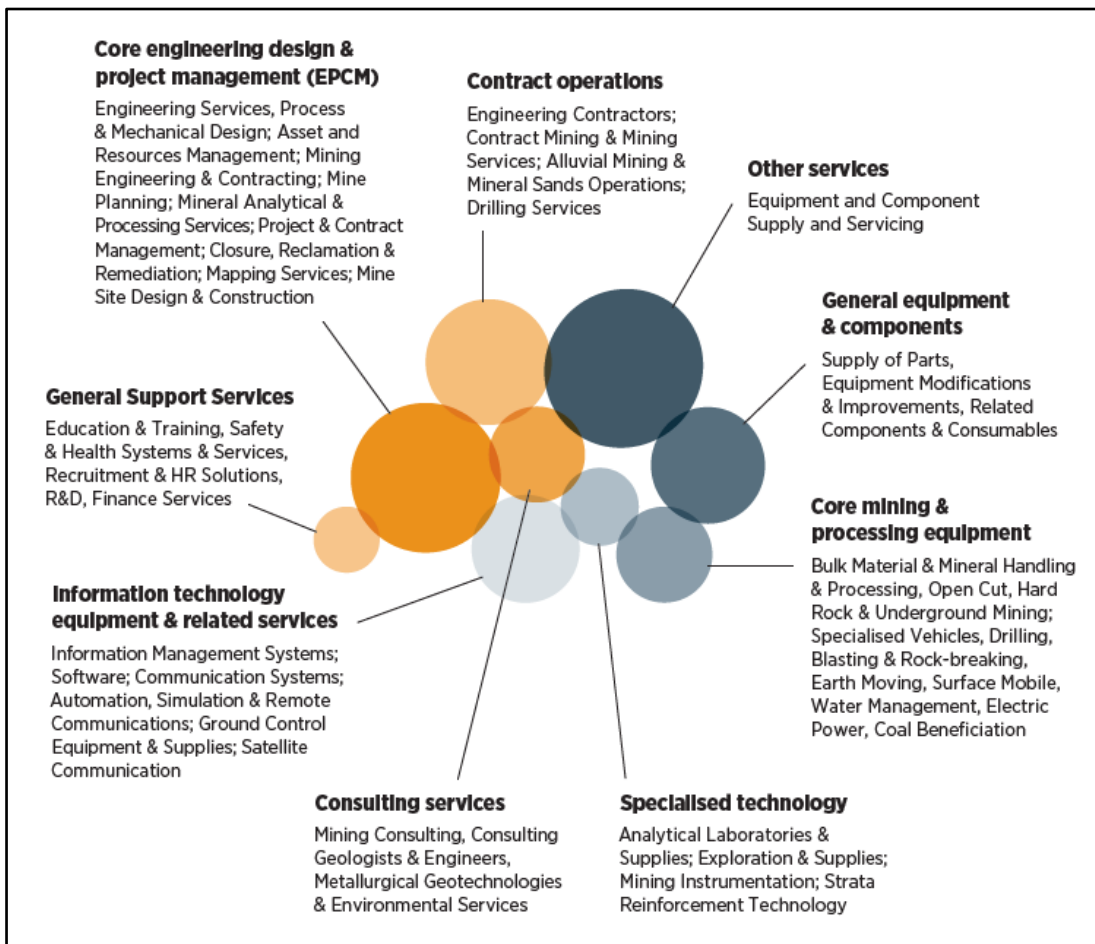 Core engineering design &
project management (EPCM)
Engineering Services, Process
& Mechanical Design; Asset and
Resources Management; Mining
Engineering & Contracting; Mine
Planning; Mineral Analytical &
Processing Services; Project & Contract
Management; Closure, Reclamation &
Remediation; Mapping Services; Mine
Site Design & Construction
Contract operations
Engineering Contractors;
Contract Mining & Mining
Services; Alluvial Mining &
Mineral Sands Operations;
Drilling Services
Other services
Equipment and Component
Supply and Servicing
General equipment
& components
Supply of Parts,
Equipment Modifications
& Improvements, Related
Components & Consumables
General Support Services
Education & Training, Safety
& Health Systems & Services,
Recruitment & HR Solutions,
R&D, Finance Services
Core mining &
processing equipment
Bulk Material & Mineral Handling
& Processing, Open Cut, Hard
Rock & Underground Mining;
Specialised Vehicles, Drilling,
Blasting & Rock-breaking,
Earth Moving, Surface Mobile,
Water Management, Electric
Power, Coal Beneficiation
Information technology
equipment & related services
Information Management Systems;
Software; Communication Systems;
Automation, Simulation & Remote
Communications; Ground Control
Equipment & Supplies; Satellite
Communication
Consulting services
Mining Consulting, Consulting
Geologists & Engineers,
Metallurgical Geotechnologies
& Environmental Services
Specialised technology
Analytical Laboratories &
Supplies; Exploration & Supplies;
Mining Instrumentation; Strata
Reinforcement Technology